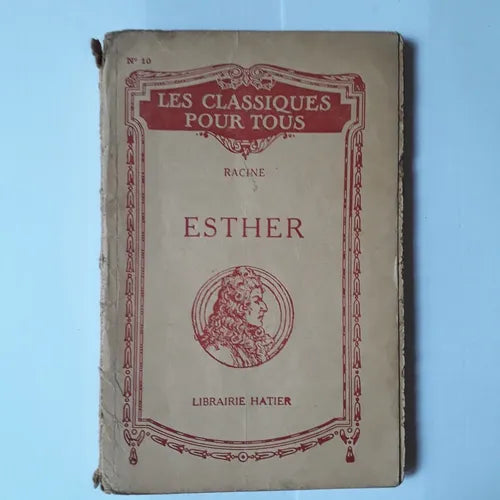 N° 10
LES CLASSIQUES
POUR TOUS
RACINE
ESTHER
LIBRAIRIE HATIER